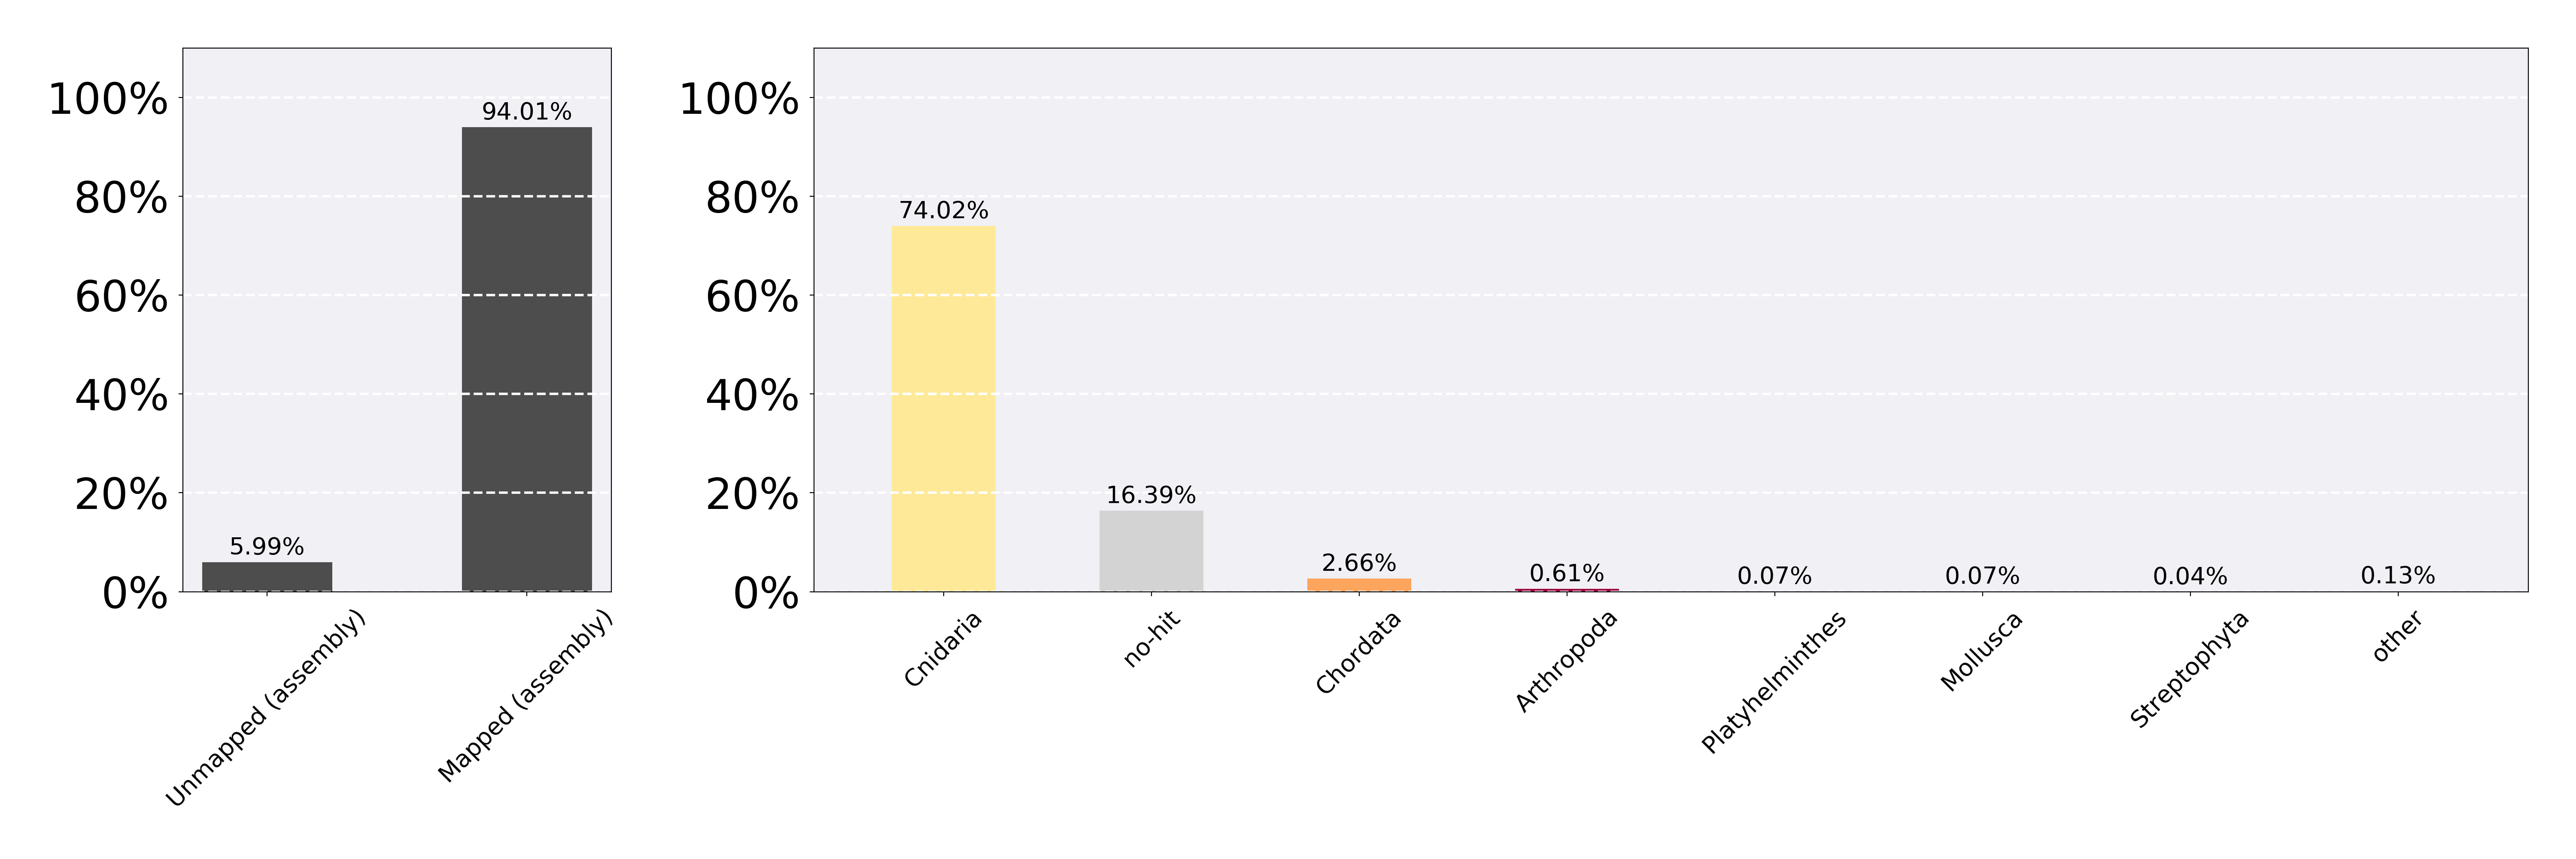 100%
80%
60%
40%
20%
0%
5.99%
94.01%
Unmapped (assembly)
Mapped (assembly)
100%
80%
60%
40%
20%
0%
74.02%
16.39%
2.66%
0.61%
0.07%
0.07%
0.04%
0.13%
Cnidaria
no-hit
Chordata
Arthropoda
Platyhelminthes
Mollusca
Streptophyta
other